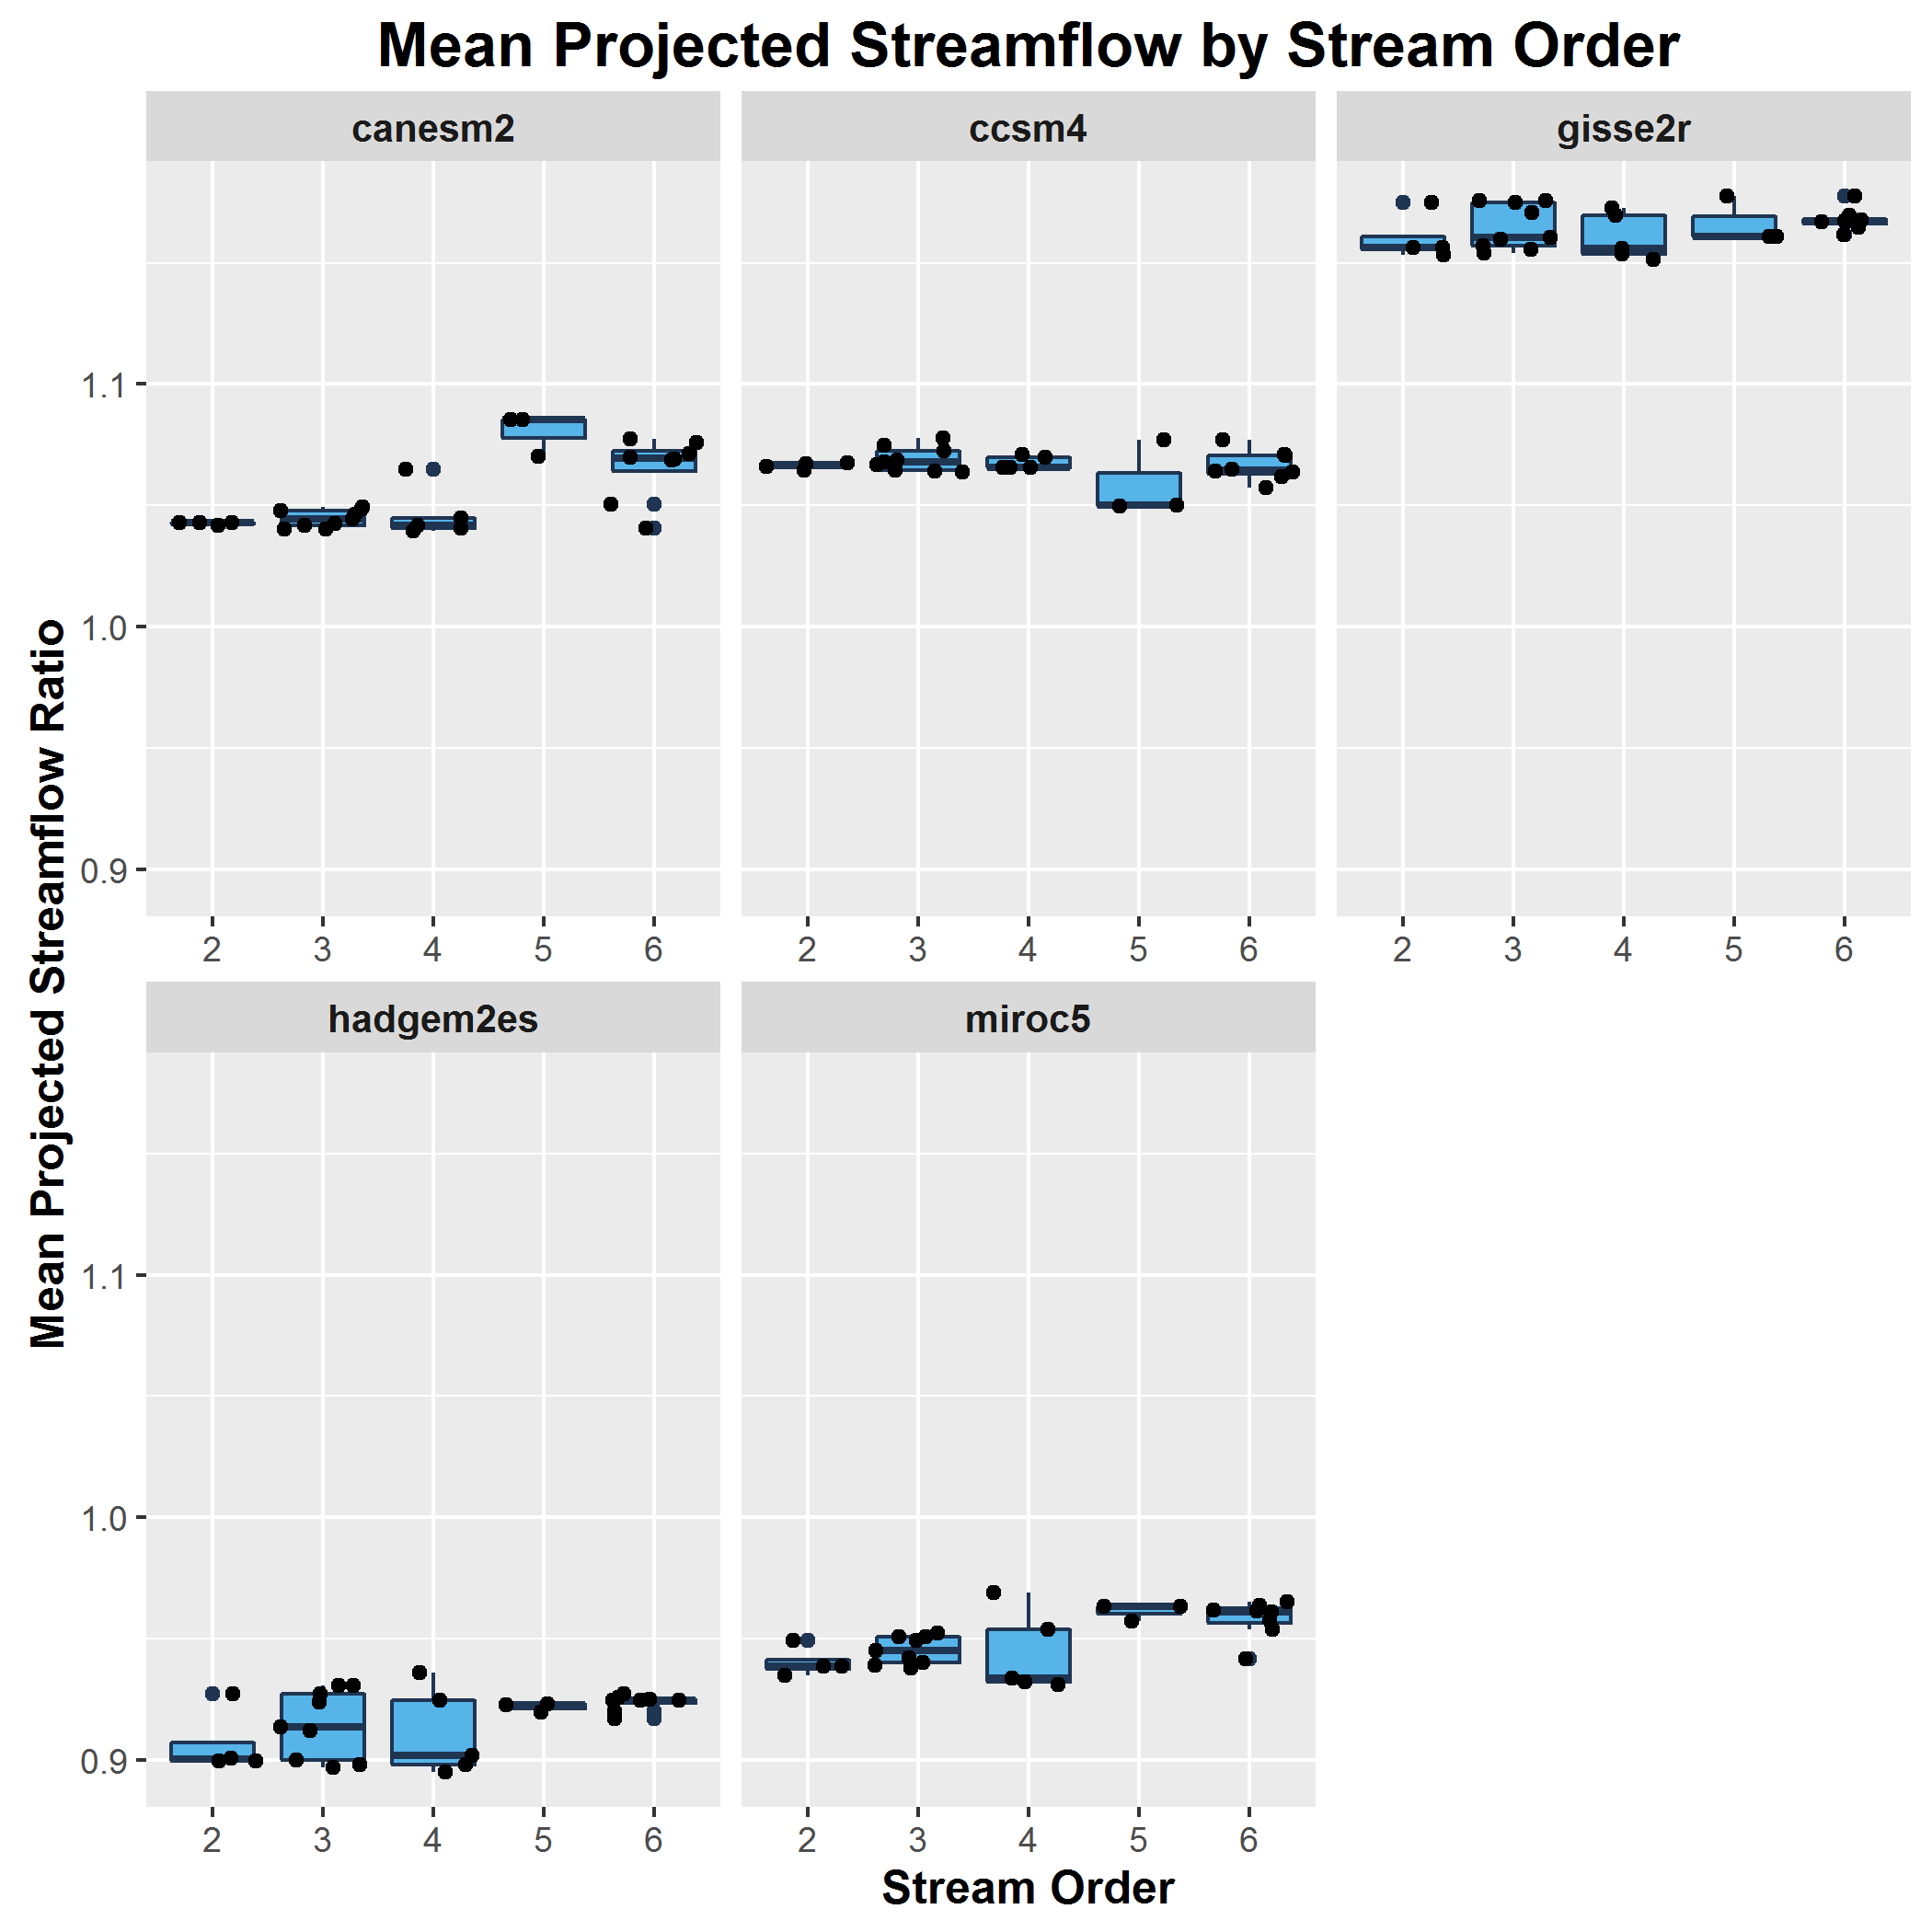 Mean Projected Streamflow by Stream Order
canesm2
ccsm4
gisse2r
1.1
1.0
0.9
2 3 4 5 6
2 3 4 5 6
2 3 4 5 6
Mean Projected Streamflow Ratio
hadgem2es
miroc5
1.1
1.0
0.9
2 3 4 5 6
2 3 4 5 6
Stream Order